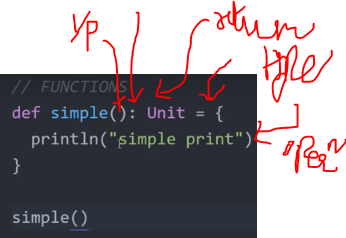 I/P return
type
// FUNCTIONS
def simple(): Unit = {
println("simple print")
}
simple()